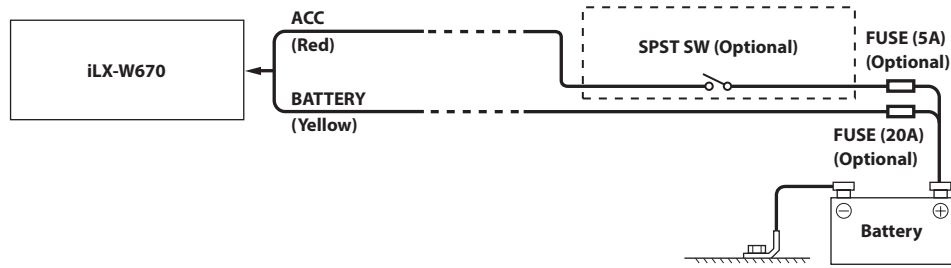 ACC
(Red)
SPST SW (Optional)
FUSE (5A)
(Optional)
iLX-W670
BATTERY
(Yellow)
FUSE (20A)
(Optional)
Battery